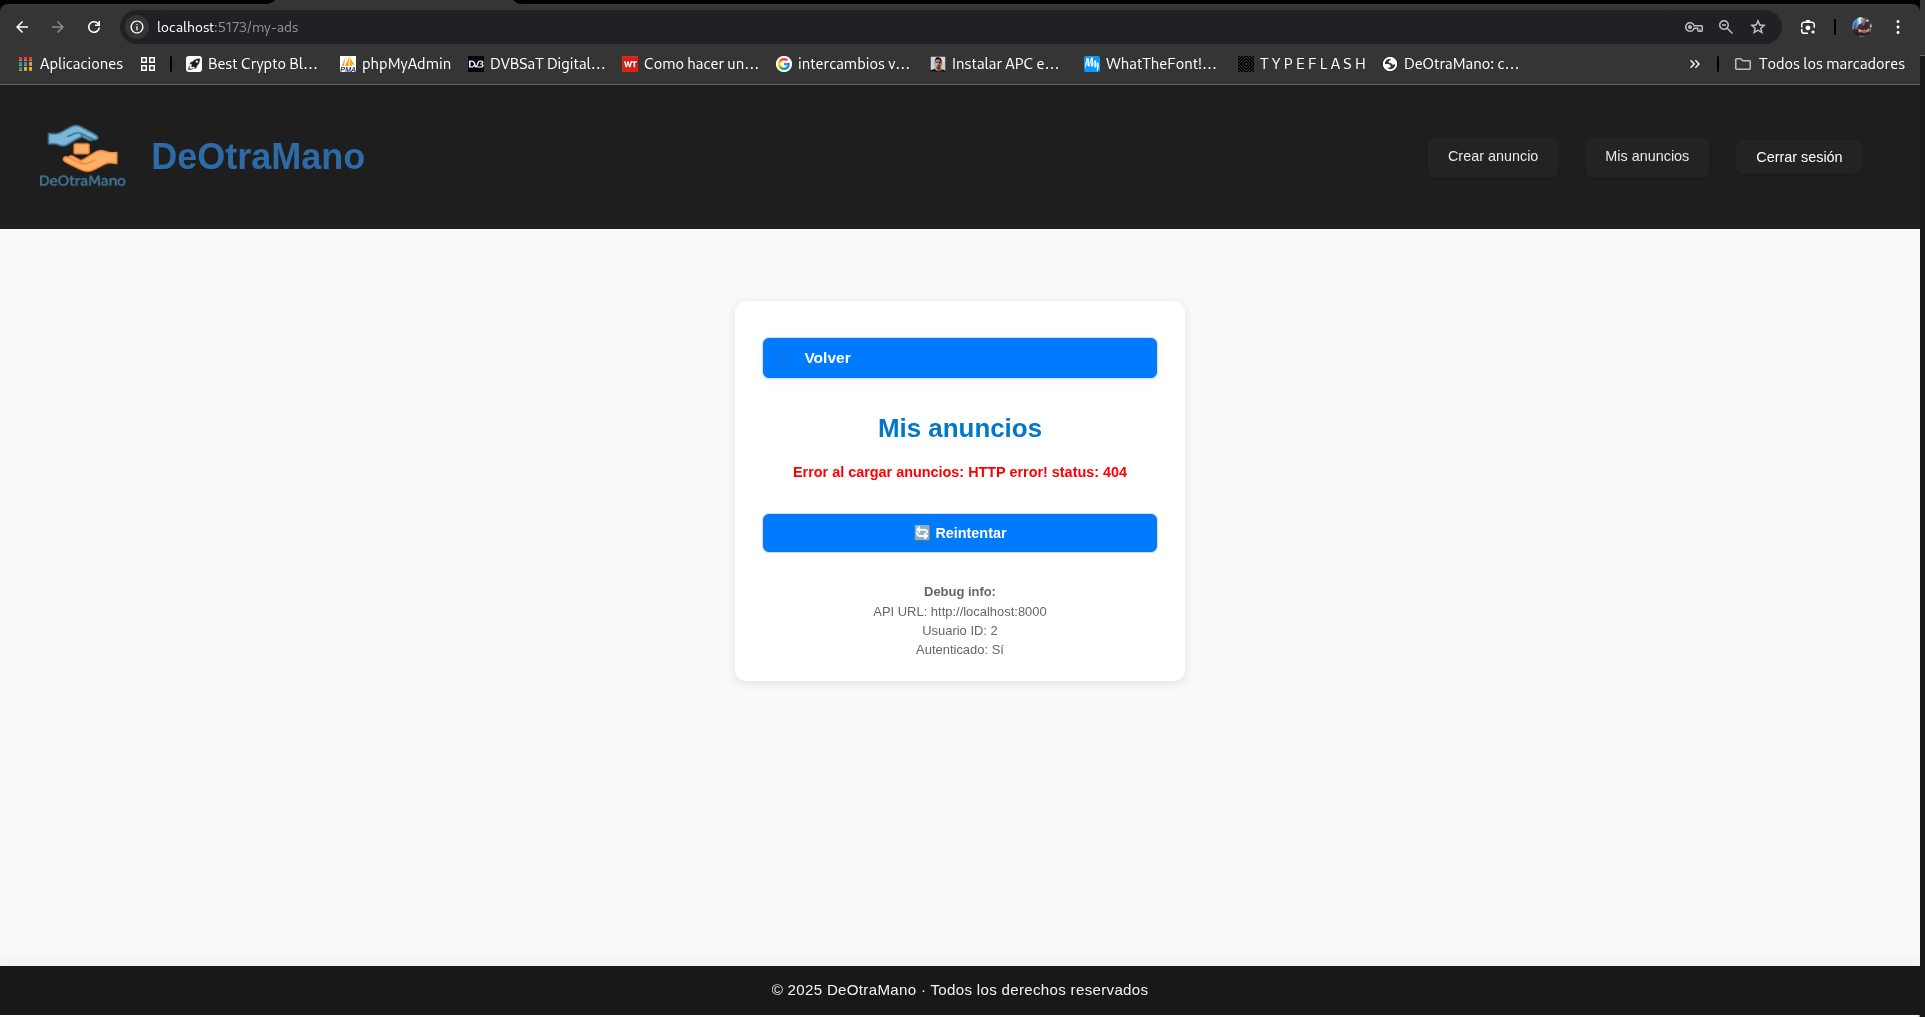 localhost:5173/my-ads
Aplicaciones
Best Crypto Bl...
phpMyAdmin
DVBSaT Digital...
WT Como hacer un...
intercambios v...
Instalar APC e...
WhatTheFont!...
T Y P E F L A S H
DeOtraMano: c...
Todos los marcadores
DeOtraMano
DeOtraMano
Crear anuncio
Mis anuncios
Cerrar sesión
Volver
Mis anuncios
Error al cargar anuncios: HTTP error! status: 404
Reintentar
Debug info:
API URL: http://localhost:8000
Usuario ID: 2
Autenticado: Sí
© 2025 DeOtraMano · Todos los derechos reservados